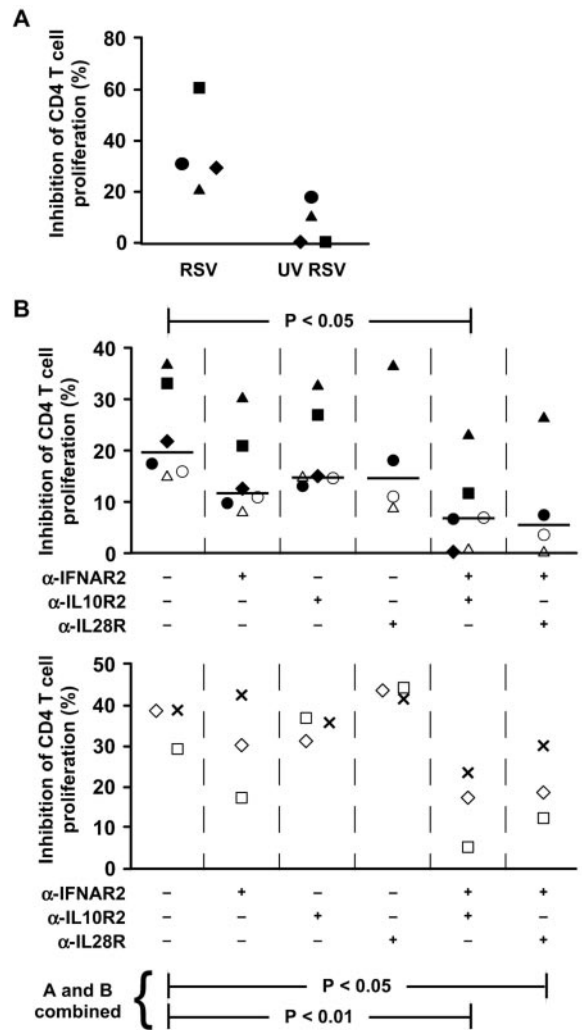 A
Inhibition of CD4 T cell
proliferation (%)
80
60
40
20
0
RSV UV RSV
B
P < 0.05
Inhibition of CD4 T cell
proliferation (%)
40
30
20
10
0
α-IFNAR2 – + – – + +
α-IL10R2 – – + – + –
α-IL28R – – – + – +
Inhibition of CD4 T cell
proliferation (%)
50
40
30
20
10
0
α-IFNAR2 – + – – + +
α-IL10R2 – – + – + –
α-IL28R – – – + – +
A and B
combined
P < 0.05
P < 0.01